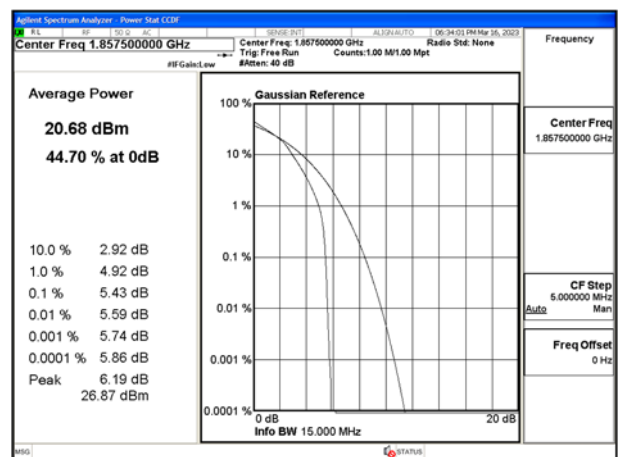 Agilent Spectrum Analyzer - Power Stat CCDF
RL RF 50 Ω AC SENSE:INT ALIGN AUTO 06:34:01 PM Mar 16, 2023
Center Freq 1.857500000 GHz
Center Freq: 1.857500000 GHz Radio Std: None
Trig: Free Run Counts:1.00 M/1.00 Mpt
#IFGain:Low #Atten: 40 dB
Frequency
Average Power
20.68 dBm
44.70 % at 0dB
10.0 % 2.92 dB
1.0 % 4.92 dB
0.1 % 5.43 dB
0.01 % 5.59 dB
0.001 % 5.74 dB
0.0001 % 5.86 dB
Peak 6.19 dB
26.87 dBm
Gaussian Reference
100 %
10 %
1 %
0.1 %
0.01 %
0.001 %
0.0001 %
0 dB 20 dB
Info BW 15.000 MHz
Center Freq
1.857500000 GHz
CF Step
5.000000 MHz
Auto Man
Freq Offset
0 Hz
MSG STATUS